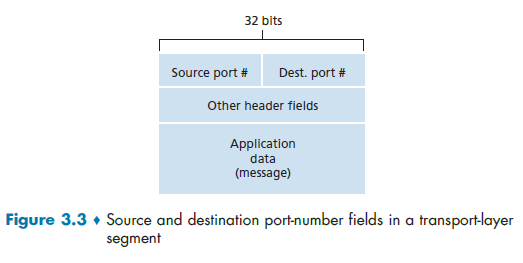 32 bits
Source port # Dest. port #
Other header fields
Application
data
(message)
Figure 3.3 ♦ Source and destination port-number fields in a transport-layer
segment